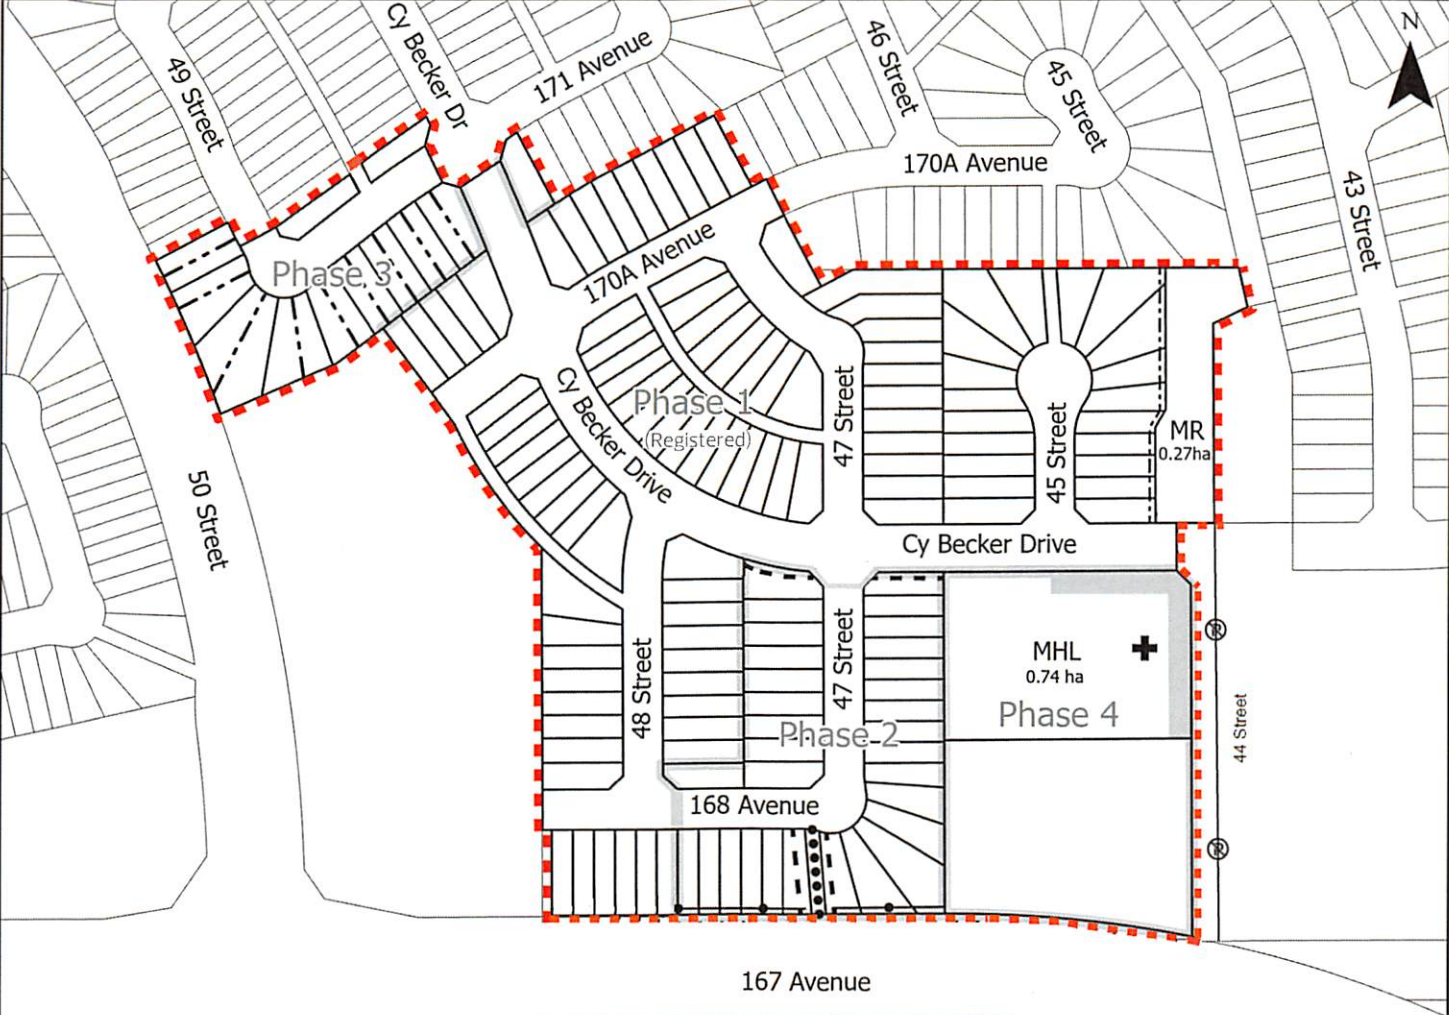 Cy Becker Dr
171 Avenue
46 Street
N
49 Street
45 Street
170A Avenue
43 Street
170A Avenue
Phase 3
Phase 1
(Registered)
Cy Becker Drive
47 Street
45 Street
MR
0.27ha
50 Street
Cy Becker Drive
48 Street
47 Street
MHL
0.74 ha
Phase 4
Phase 2
44 Street
168 Avenue
167 Avenue